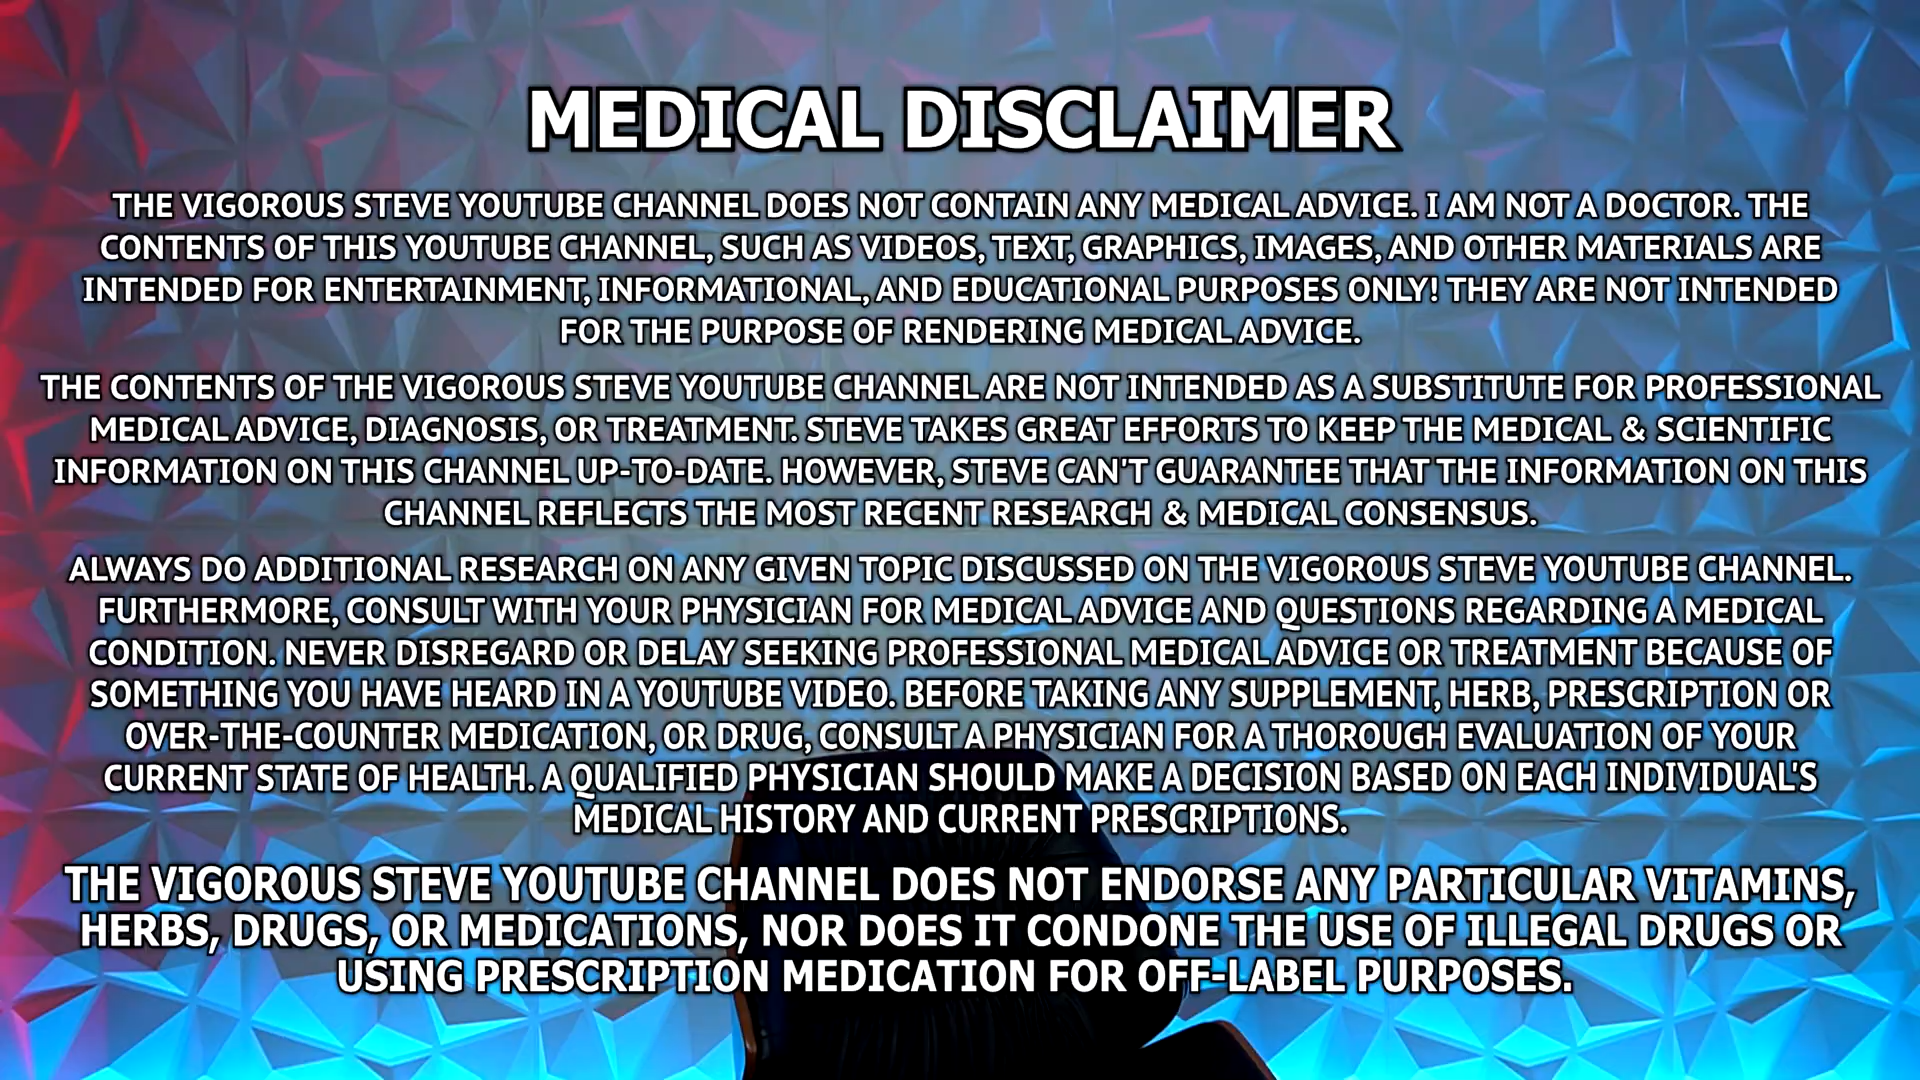 MEDICAL DISCLAIMER
THE VIGOROUS STEVE YOUTUBE CHANNEL DOES NOT CONTAIN ANY MEDICAL ADVICE. I AM NOT A DOCTOR. THE
CONTENTS OF THIS YOUTUBE CHANNEL, SUCH AS VIDEOS, TEXT, GRAPHICS, IMAGES, AND OTHER MATERIALS ARE
INTENDED FOR ENTERTAINMENT, INFORMATIONAL, AND EDUCATIONAL PURPOSES ONLY! THEY ARE NOT INTENDED
FOR THE PURPOSE OF RENDERING MEDICAL ADVICE.
THE CONTENTS OF THE VIGOROUS STEVE YOUTUBE CHANNEL ARE NOT INTENDED AS A SUBSTITUTE FOR PROFESSIONAL
MEDICAL ADVICE, DIAGNOSIS, OR TREATMENT. STEVE TAKES GREAT EFFORTS TO KEEP THE MEDICAL & SCIENTIFIC
INFORMATION ON THIS CHANNEL UP-TO-DATE. HOWEVER, STEVE CAN'T GUARANTEE THAT THE INFORMATION ON THIS
CHANNEL REFLECTS THE MOST RECENT RESEARCH & MEDICAL CONSENSUS.
ALWAYS DO ADDITIONAL RESEARCH ON ANY GIVEN TOPIC DISCUSSED ON THE VIGOROUS STEVE YOUTUBE CHANNEL.
FURTHERMORE, CONSULT WITH YOUR PHYSICIAN FOR MEDICAL ADVICE AND QUESTIONS REGARDING A MEDICAL
CONDITION. NEVER DISREGARD OR DELAY SEEKING PROFESSIONAL MEDICAL ADVICE OR TREATMENT BECAUSE OF
SOMETHING YOU HAVE HEARD IN A YOUTUBE VIDEO. BEFORE TAKING ANY SUPPLEMENT, HERB, PRESCRIPTION OR
OVER-THE-COUNTER MEDICATION, OR DRUG, CONSULT A PHYSICIAN FOR A THOROUGH EVALUATION OF YOUR
CURRENT STATE OF HEALTH. A QUALIFIED PHYSICIAN SHOULD MAKE A DECISION BASED ON EACH INDIVIDUAL'S
MEDICAL HISTORY AND CURRENT PRESCRIPTIONS.
THE VIGOROUS STEVE YOUTUBE CHANNEL DOES NOT ENDORSE ANY PARTICULAR VITAMINS,
HERBS, DRUGS, OR MEDICATIONS, NOR DOES IT CONDONE THE USE OF ILLEGAL DRUGS OR
USING PRESCRIPTION MEDICATION FOR OFF-LABEL PURPOSES.